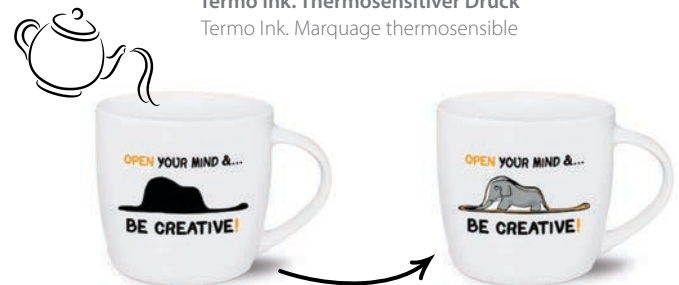 Termo Ink. Thermosensitiver Druck
Termo Ink. Marquage thermosensible
OPEN YOUR MIND &...
BE CREATIVE!
OPEN YOUR MIND &...
BE CREATIVE!